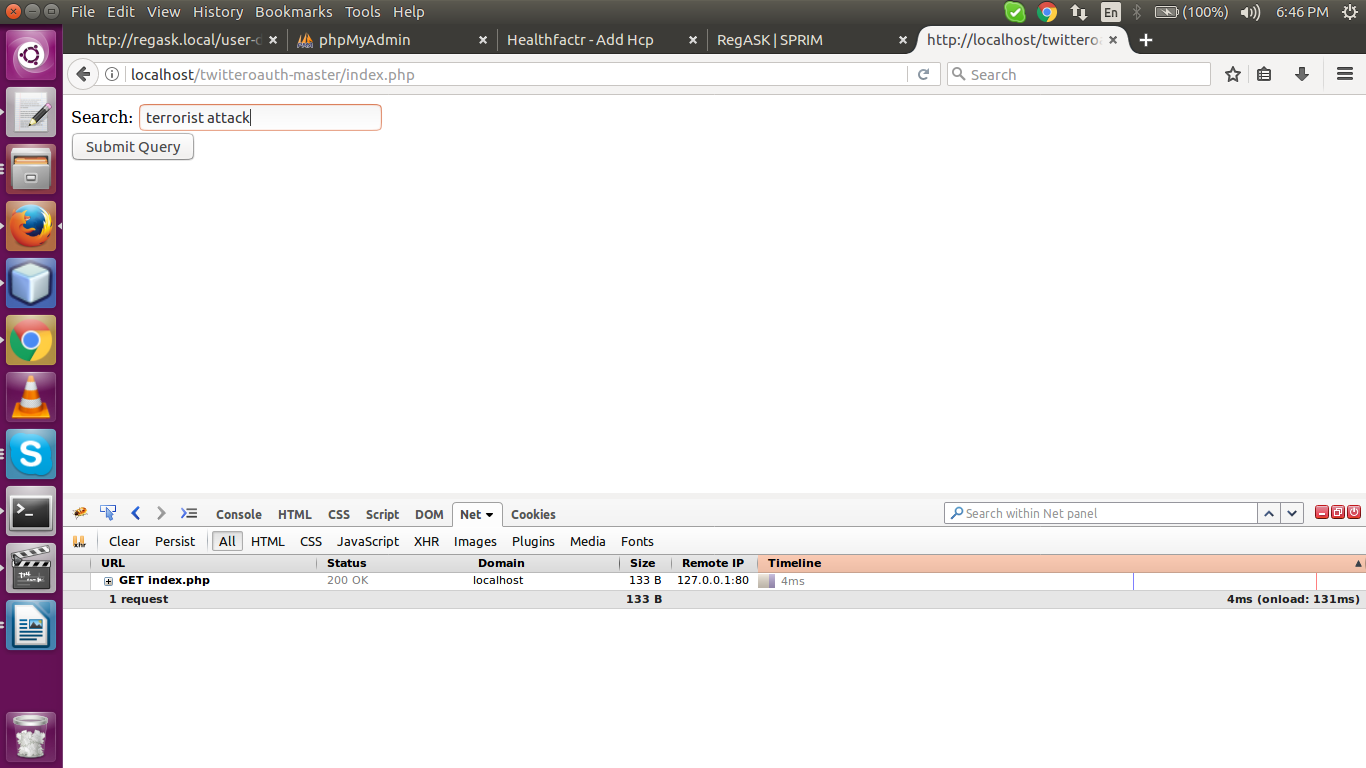 File Edit View History Bookmarks Tools Help En (100%) 6:46 PM
http://regask.local/user-d phpMyAdmin Healthfactr - Add Hcp RegASK | SPRIM http://localhost/twitteroa
localhost/twitteroauth-master/index.php Search
Search: terrorist attack
Submit Query
Console HTML CSS Script DOM Net Cookies Search within Net panel
xhr Clear Persist All HTML CSS JavaScript XHR Images Plugins Media Fonts
URL Status Domain Size Remote IP Timeline
GET index.php 200 OK localhost 133 B 127.0.0.1:80 4ms
1 request 133 B 4ms (onload: 131ms)